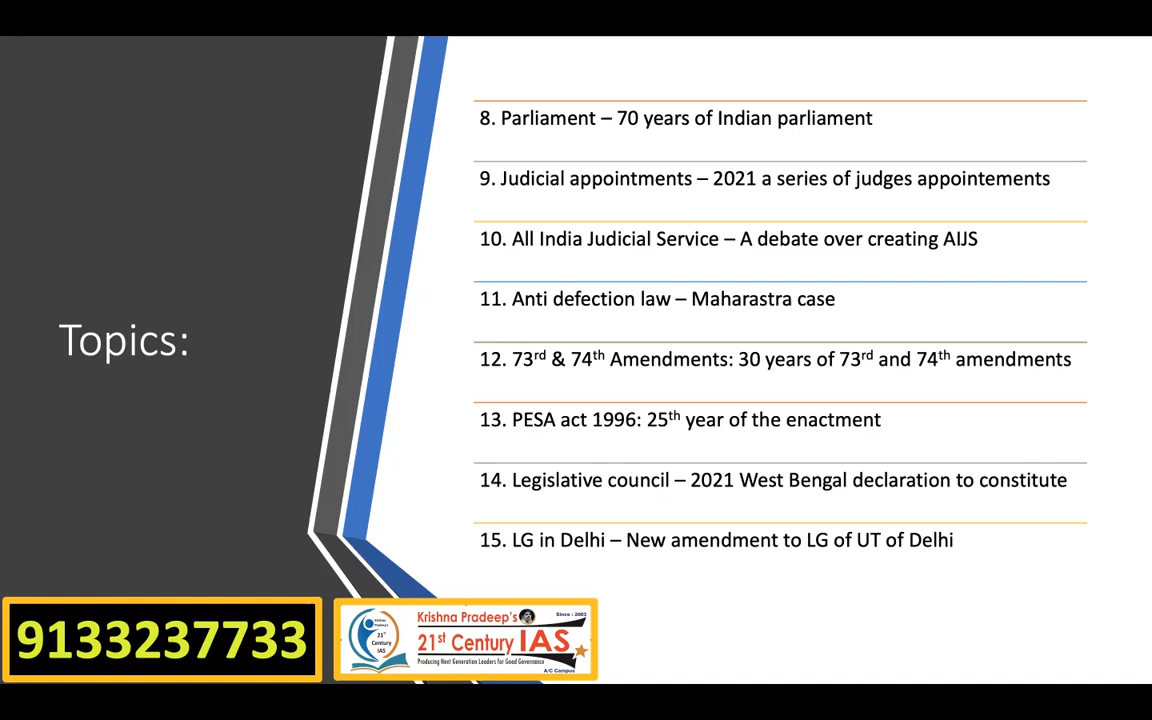 Topics:
8. Parliament – 70 years of Indian parliament
9. Judicial appointments – 2021 a series of judges appointements
10. All India Judicial Service – A debate over creating AIJS
11. Anti defection law – Maharastra case
12. 73rd & 74th Amendments: 30 years of 73rd and 74th amendments
13. PESA act 1996: 25th year of the enactment
14. Legislative council – 2021 West Bengal declaration to constitute
15. LG in Delhi – New amendment to LG of UT of Delhi
9133237733
Krishna Pradeep's
21st Century IAS
Since : 2003
21st Century IAS
Producing Next Generation Leaders for Good Governance
A/C Campus